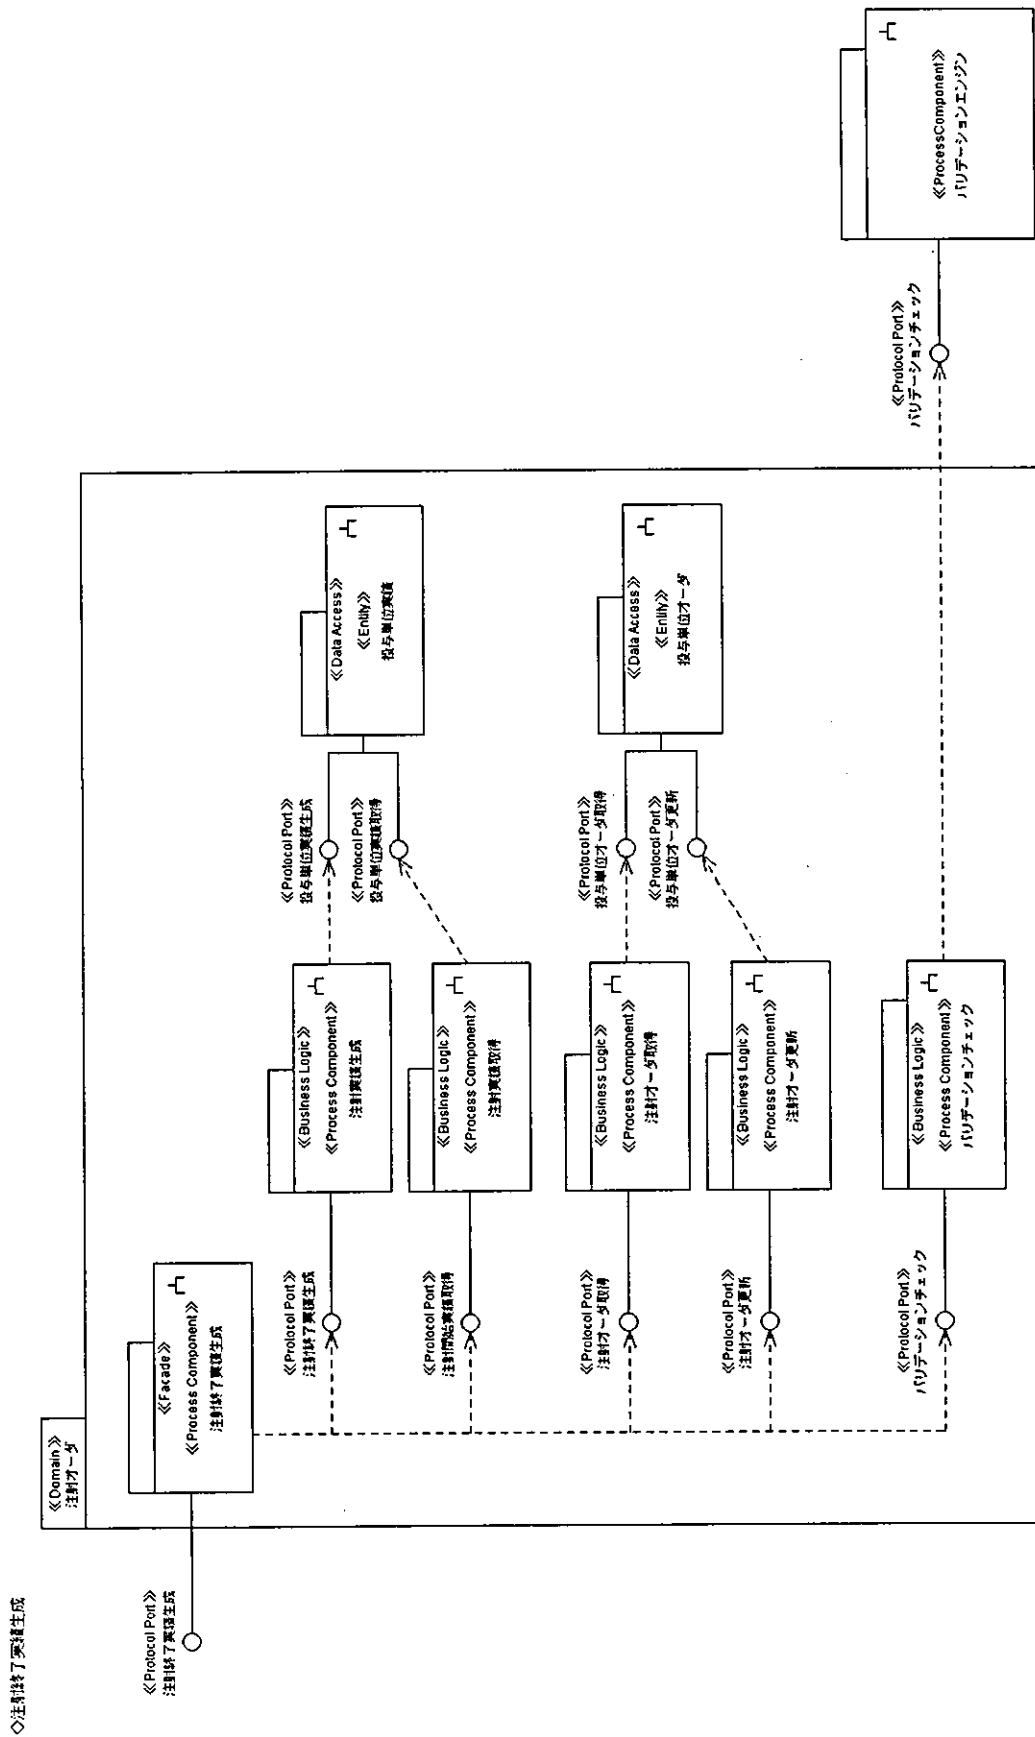 ◇注射終了実績生成
《Protocol Port》
注射終了実績生成
《Domain》
注射オーダ
《Facade》
《Process Component》
注射終了実績生成
《Protocol Port》
注射終了実績生成
《Business Logic》
《Process Component》
注射実績生成
《Protocol Port》
投与単位実績生成
《Protocol Port》
投与単位実績取得
《Data Access》
《Entity》
投与単位実績
《Protocol Port》
注射開始実績取得
《Business Logic》
《Process Component》
注射実績取得
《Protocol Port》
注射オーダ取得
《Business Logic》
《Process Component》
注射オーダ取得
《Protocol Port》
投与単位オーダ取得
《Protocol Port》
投与単位オーダ更新
《Data Access》
《Entity》
投与単位オーダ
《Protocol Port》
注射オーダ更新
《Business Logic》
《Process Component》
注射オーダ更新
《Protocol Port》
バリデーションチェック
《Business Logic》
《Process Component》
バリデーションチェック
《Protocol Port》
バリデーションチェック
《ProcessComponent》
バリデーションエンジン